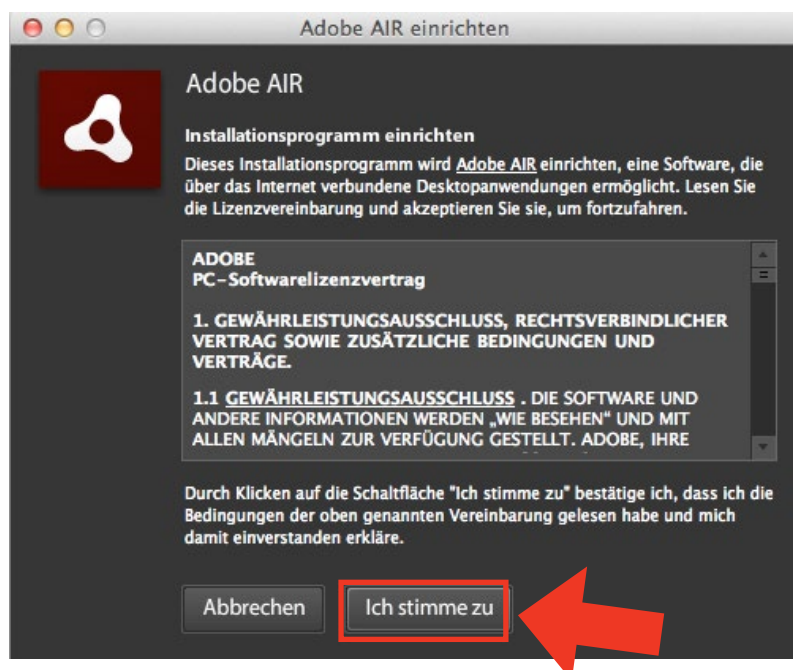 Adobe AIR einrichten
Adobe AIR
Installationsprogramm einrichten
Dieses Installationsprogramm wird Adobe AIR einrichten, eine Software, die
über das Internet verbundene Desktopanwendungen ermöglicht. Lesen Sie
die Lizenzvereinbarung und akzeptieren Sie sie, um fortzufahren.
ADOBE
PC-Softwarelizenzvertrag
1. GEWÄHRLEISTUNGSAUSSCHLUSS, RECHTSVERBINDLICHER
VERTRAG SOWIE ZUSÄTZLICHE BEDINGUNGEN UND
VERTRÄGE.
1.1 GEWÄHRLEISTUNGSAUSSCHLUSS . DIE SOFTWARE UND
ANDERE INFORMATIONEN WERDEN „WIE BESEHEN“ UND MIT
ALLEN MÄNGELN ZUR VERFÜGUNG GESTELLT. ADOBE, IHRE
Durch Klicken auf die Schaltfläche "Ich stimme zu" bestätige ich, dass ich die
Bedingungen der oben genannten Vereinbarung gelesen habe und mich
damit einverstanden erkläre.
Abbrechen
Ich stimme zu